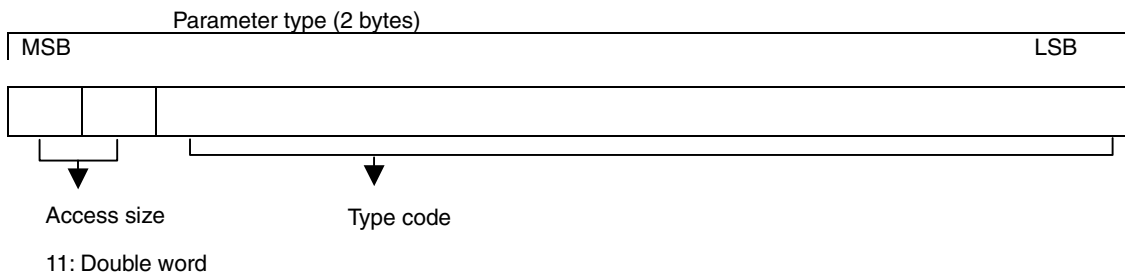 Parameter type (2 bytes)
MSB LSB
Access size Type code
11: Double word